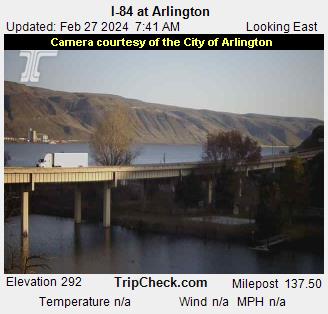 I-84 at Arlington
Updated: Feb 27 2024 7:41 AM Looking East
Camera courtesy of the City of Arlington
Elevation 292 TripCheck.com Milepost 137.50
Temperature n/a Wind n/a MPH n/a